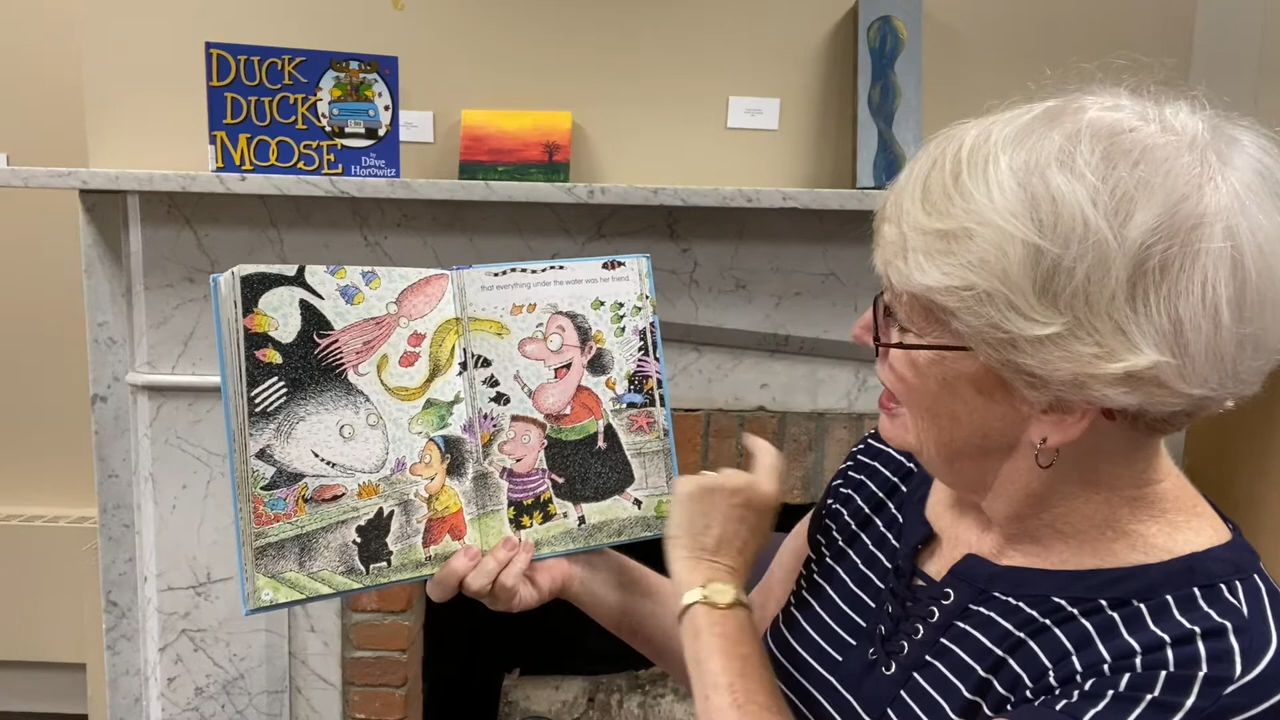 DUCK
DUCK
MOOSE
by
Dave
Horowitz
that everything under the water was her friend.